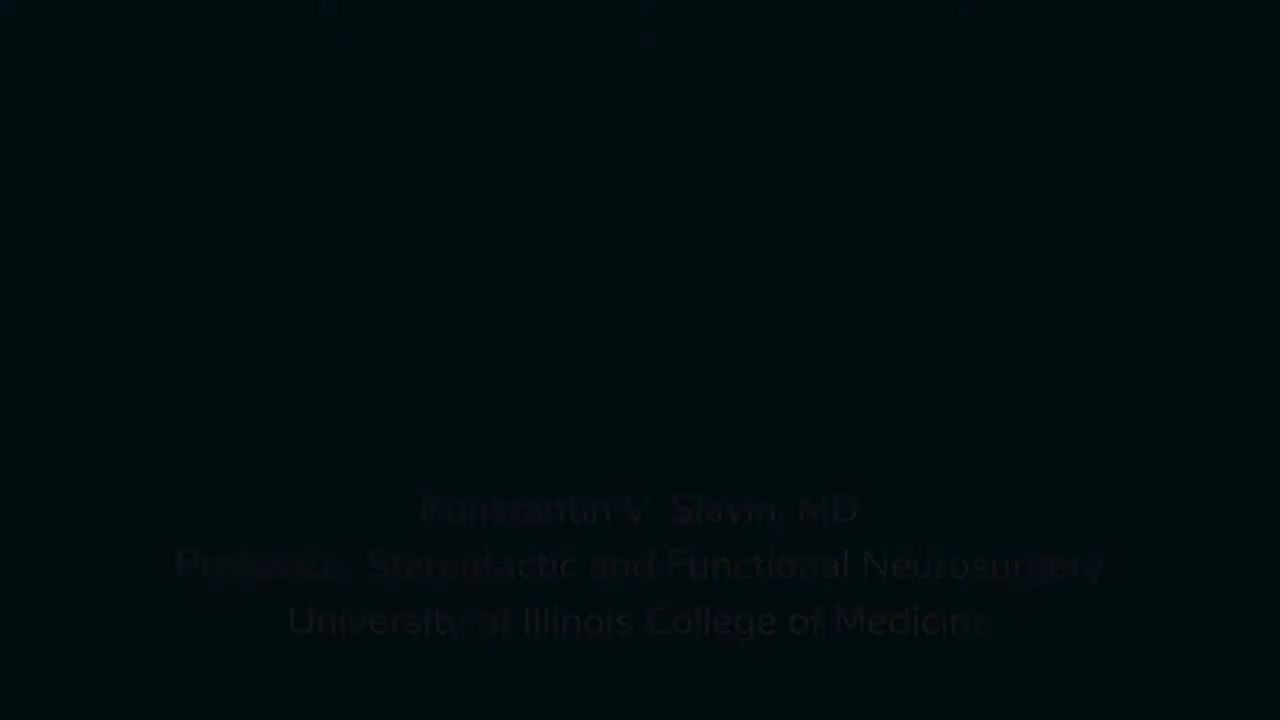 Konstantin V. Slavin, MD
Professor, Stereotactic and Functional Neurosurgery
University of Illinois College of Medicine